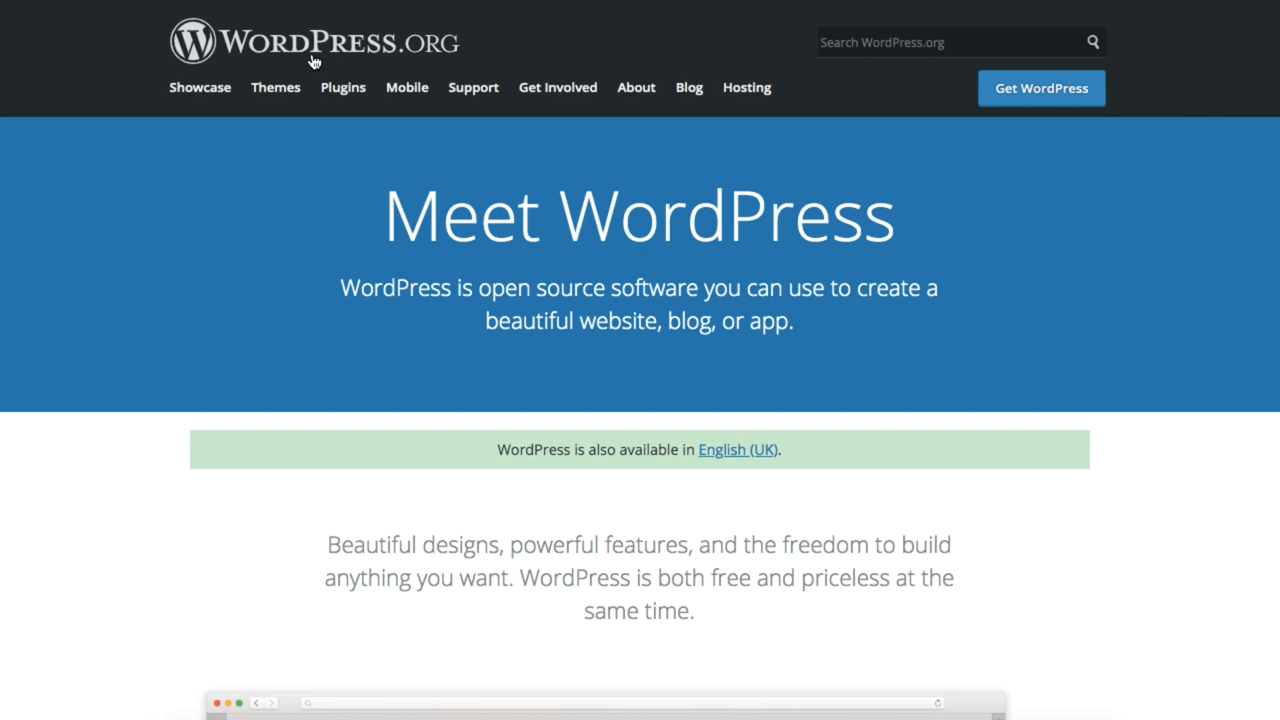 WORDPRESS.ORG
Search WordPress.org
Showcase Themes Plugins Mobile Support Get Involved About Blog Hosting
Get WordPress
Meet WordPress
WordPress is open source software you can use to create a
beautiful website, blog, or app.
WordPress is also available in English (UK).
Beautiful designs, powerful features, and the freedom to build
anything you want. WordPress is both free and priceless at the
same time.